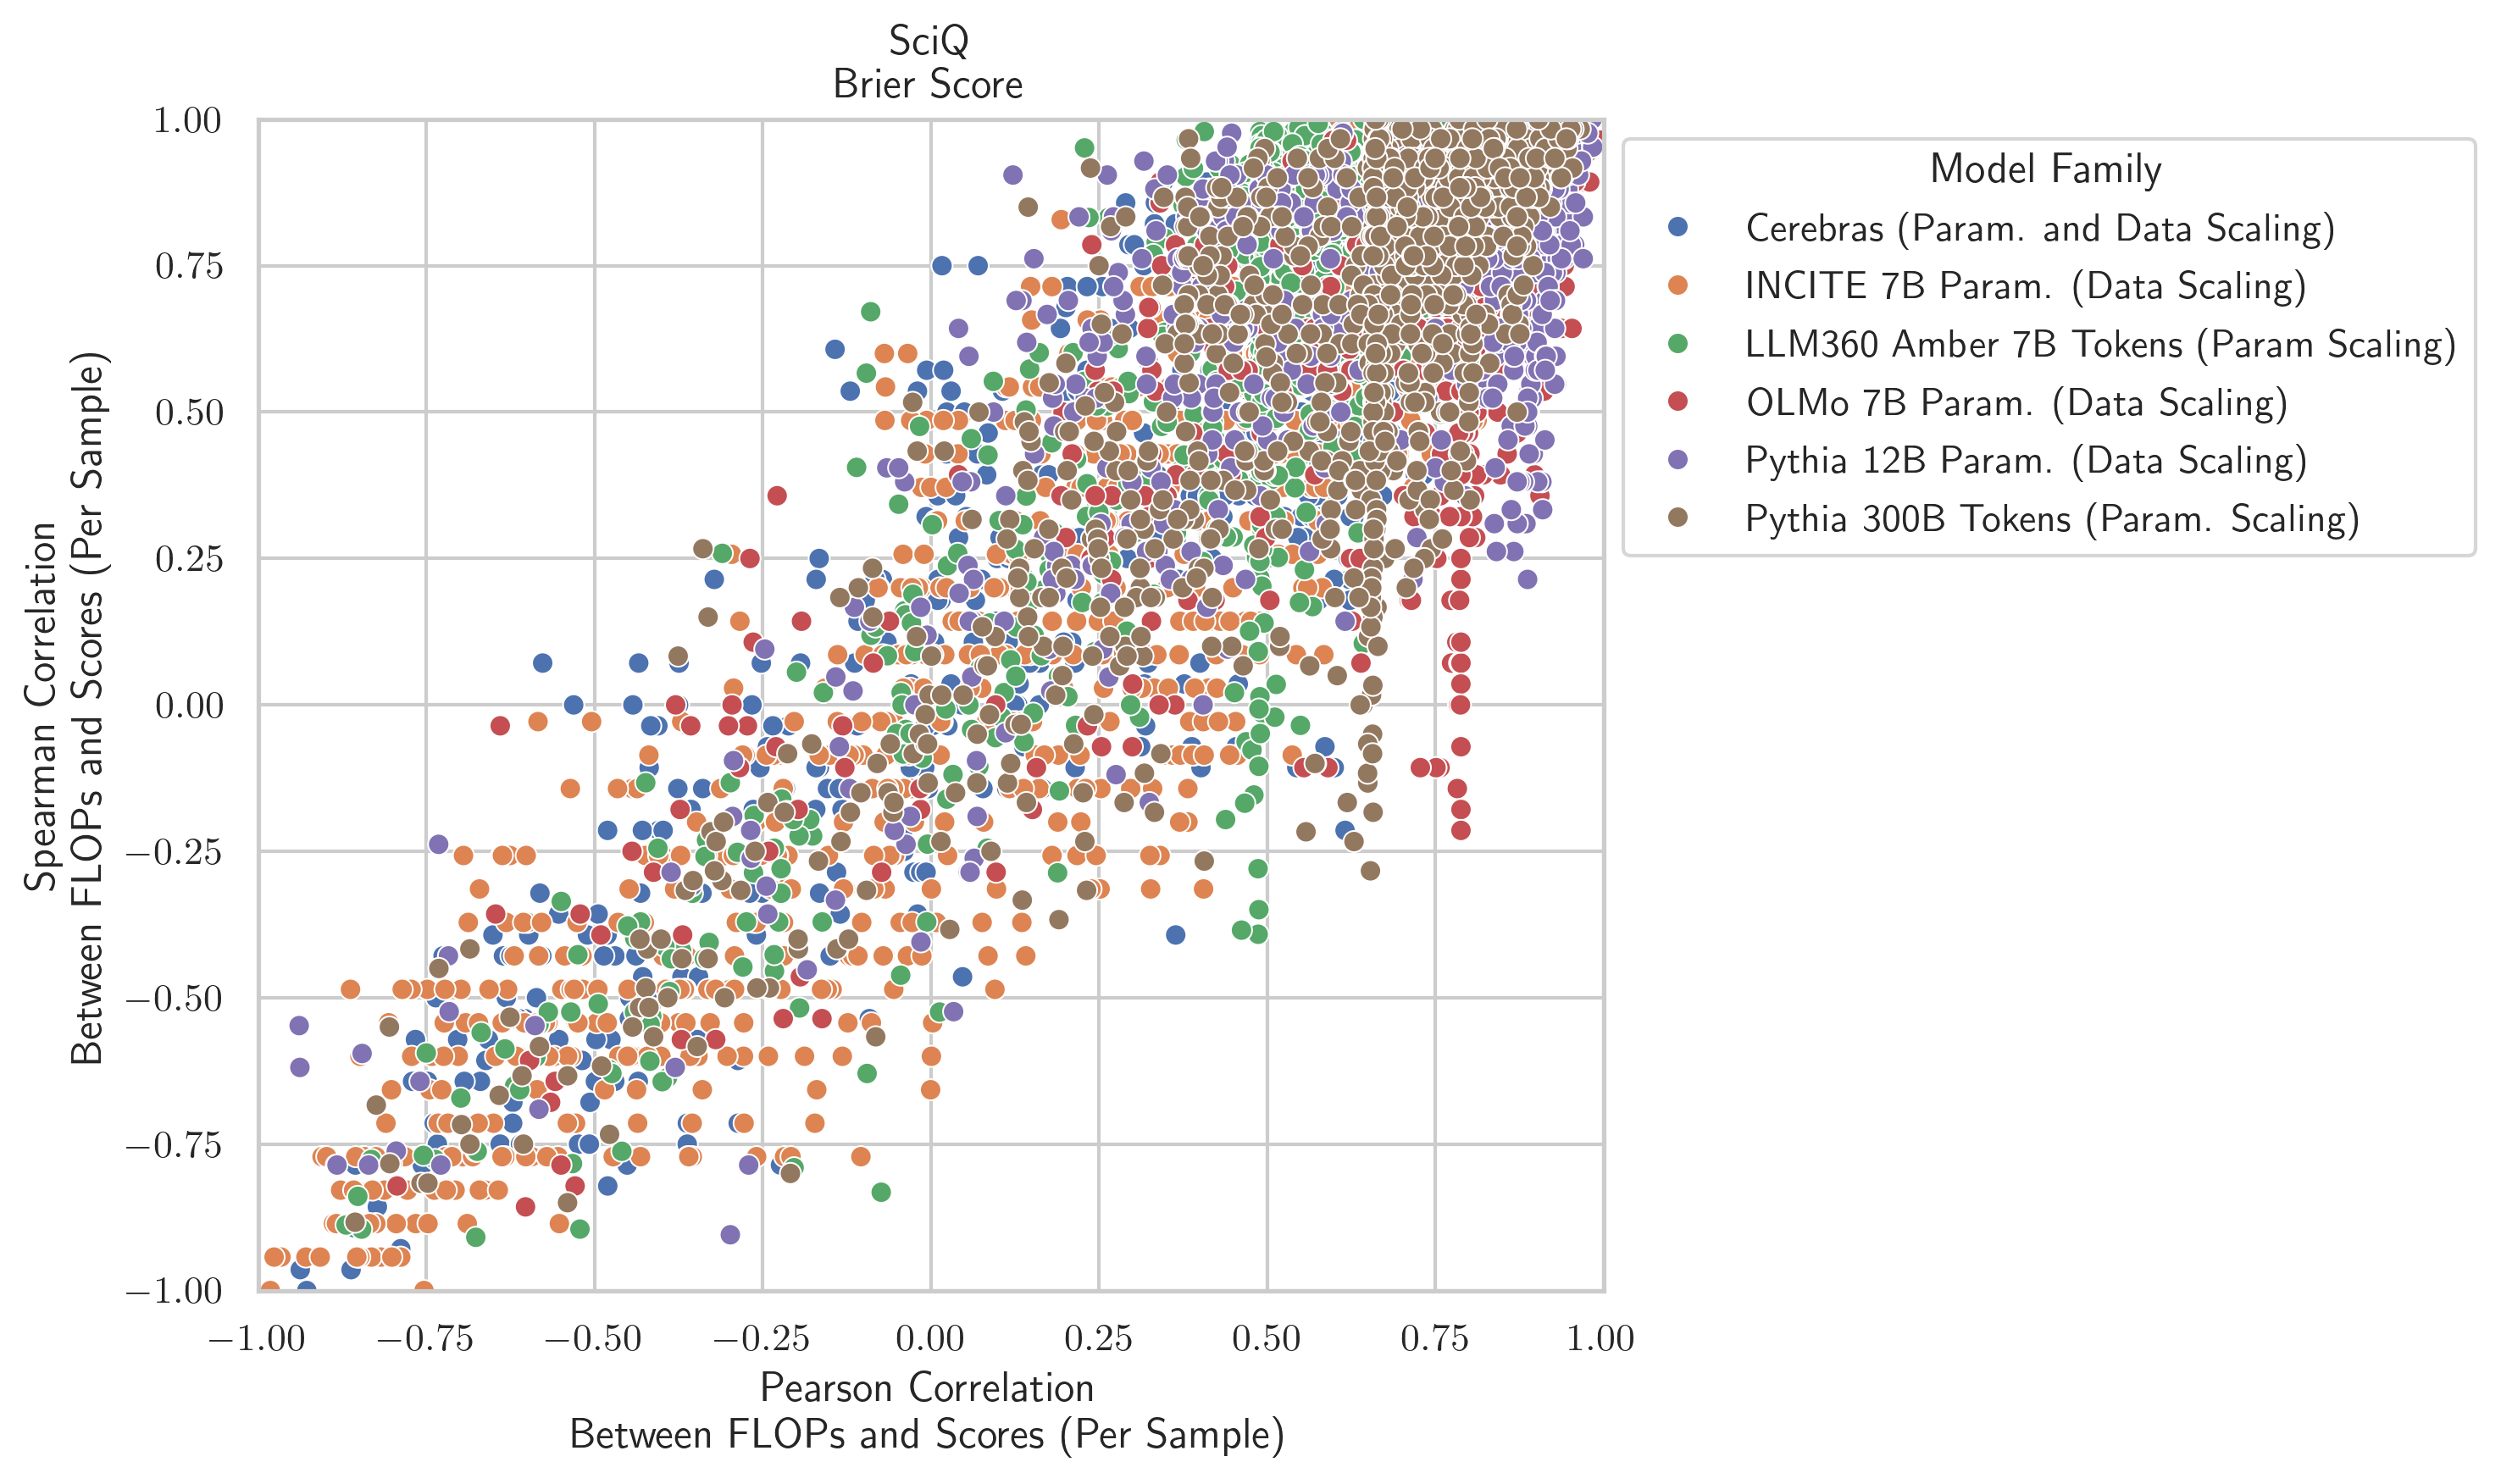 SciQ
Brier Score
Spearman Correlation
Between FLOPs and Scores (Per Sample)
1.00
0.75
0.50
0.25
0.00
−0.25
−0.50
−0.75
−1.00
−1.00
−0.75
−0.50
−0.25
0.00
0.25
0.50
0.75
1.00
Pearson Correlation
Between FLOPs and Scores (Per Sample)
Model Family
Cerebras (Param. and Data Scaling)
INCITE 7B Param. (Data Scaling)
LLM360 Amber 7B Tokens (Param Scaling)
OLMo 7B Param. (Data Scaling)
Pythia 12B Param. (Data Scaling)
Pythia 300B Tokens (Param. Scaling)